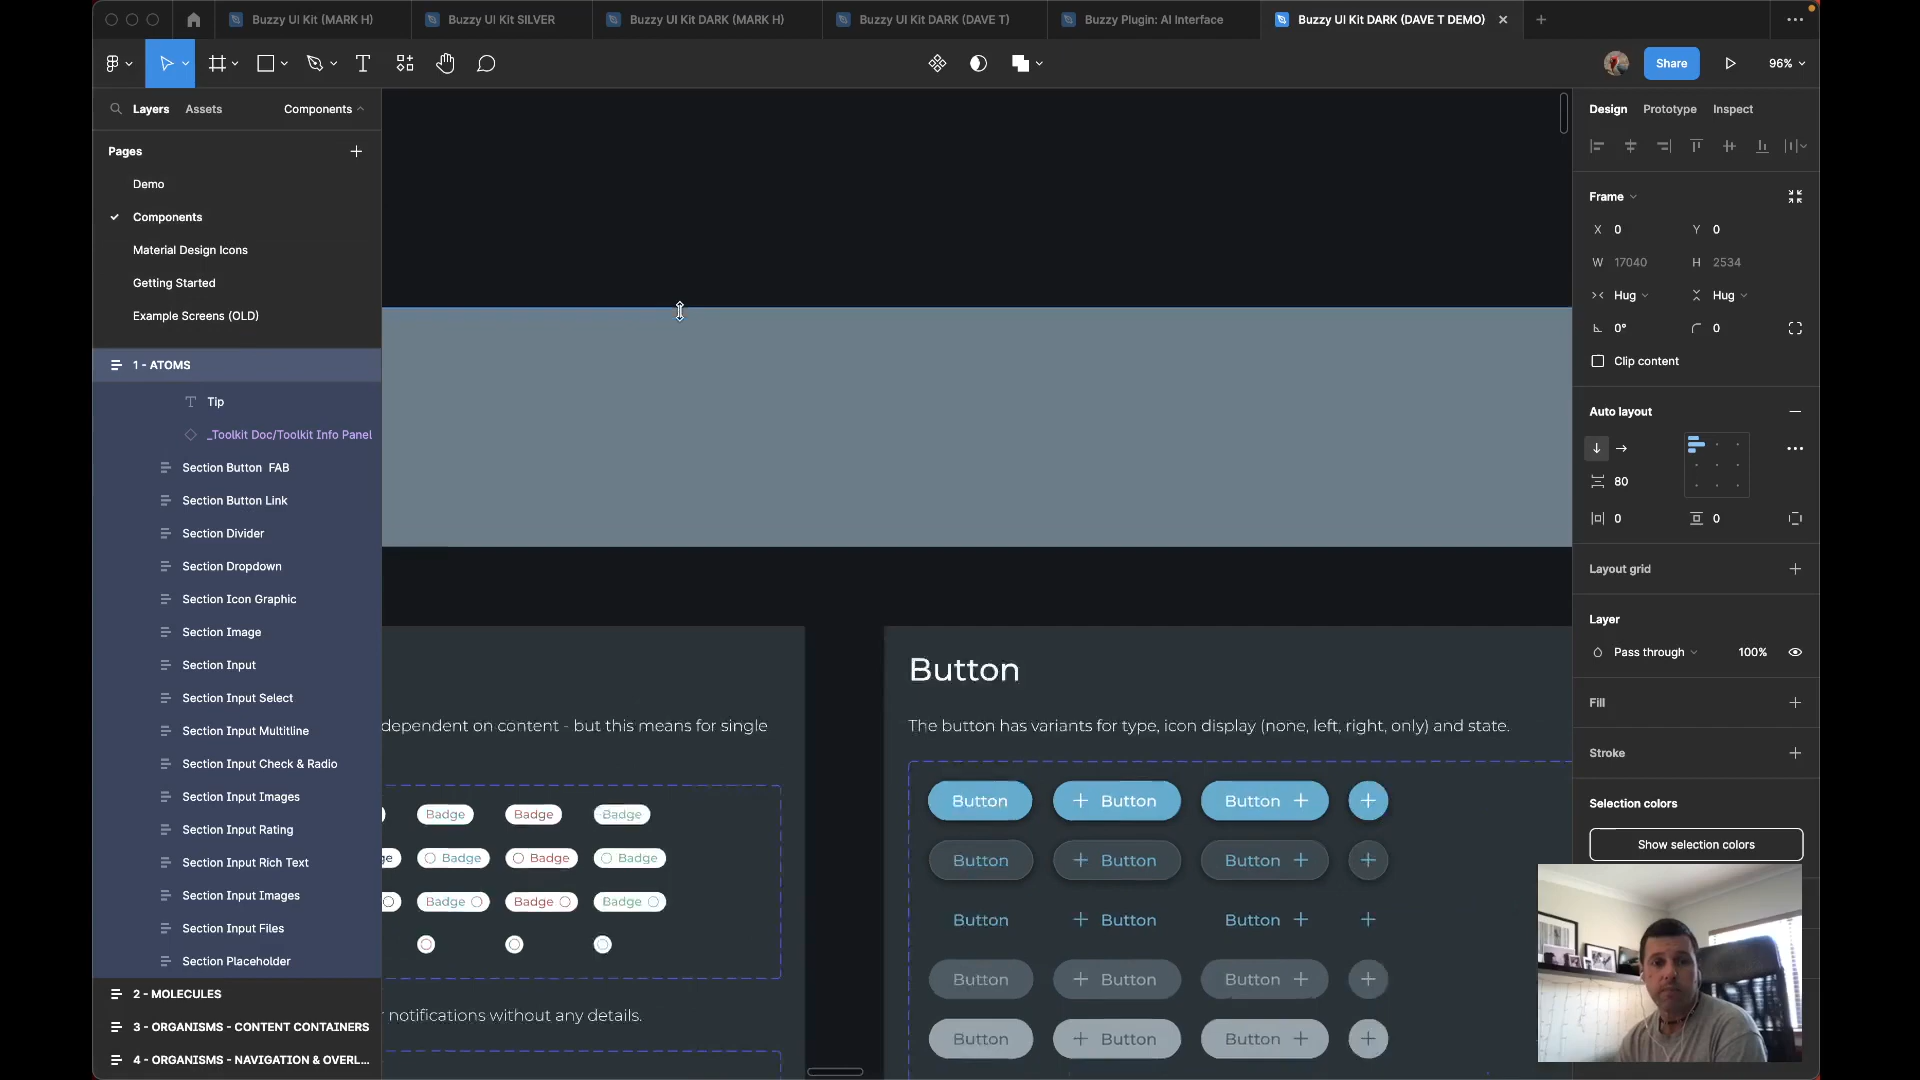 Buzzy UI Kit (MARK H)
Buzzy UI Kit SILVER
Buzzy UI Kit DARK (MARK H)
Buzzy UI Kit DARK (DAVE T)
Buzzy Plugin: AI Interface
Buzzy UI Kit DARK (DAVE T DEMO)
Share
96%
Layers
Assets
Components
Pages
Demo
Components
Material Design Icons
Getting Started
Example Screens (OLD)
1 - ATOMS
Tip
_Toolkit Doc/Toolkit Info Panel
Section Button FAB
Section Button Link
Section Divider
Section Dropdown
Section Icon Graphic
Section Image
Section Input
Section Input Select
Section Input Multitline
Section Input Check & Radio
Section Input Images
Section Input Rating
Section Input Rich Text
Section Input Images
Section Input Files
Section Placeholder
2 - MOLECULES
3 - ORGANISMS - CONTENT CONTAINERS
4 - ORGANISMS - NAVIGATION & OVERL...
dependent on content - but this means for single
Badge Badge Badge
ge Badge Badge Badge
Badge Badge Badge
notifications without any details.
Button
The button has variants for type, icon display (none, left, right, only) and state.
Button Button Button
Button Button Button
Button Button Button
Button Button Button
Button Button Button
Design Prototype Inspect
Frame
X 0 Y 0
W 17040 H 2534
Hug Hug
0° 0
Clip content
Auto layout
80
0 0
Layout grid
Layer
Pass through 100%
Fill
Stroke
Selection colors
Show selection colors